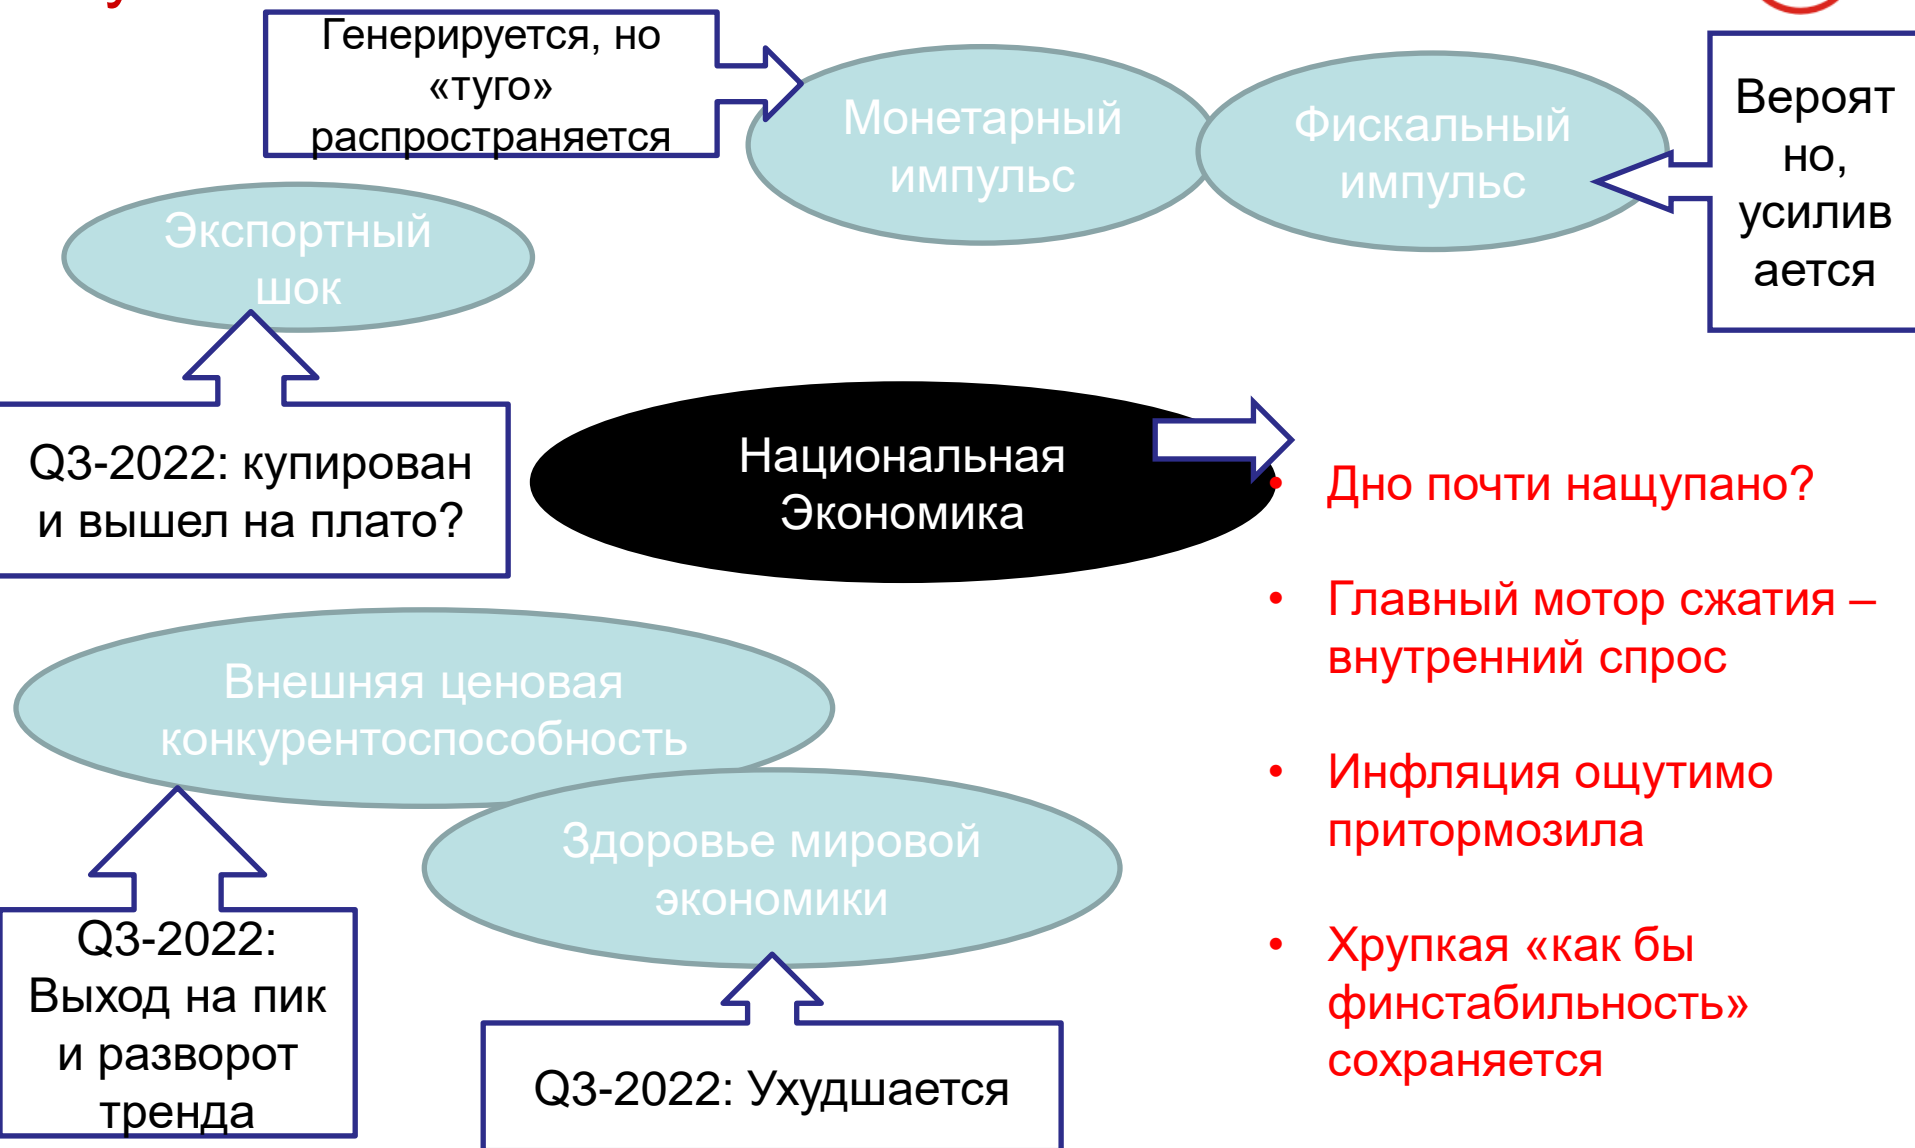 Генерируется, но
«туго»
распространяется
Монетарный
импульс
Фискальный
импульс
Вероят
но,
усилив
ается
Экспортный
шок
Q3-2022: купирован
и вышел на плато?
Национальная
Экономика
• Дно почти нащупано?
• Главный мотор сжатия –
внутренний спрос
• Инфляция ощутимо
притормозила
• Хрупкая «как бы
финстабильность»
сохраняется
Внешняя ценовая
конкурентоспособность
Здоровье мировой
экономики
Q3-2022:
Выход на пик
и разворот
тренда
Q3-2022: Ухудшается